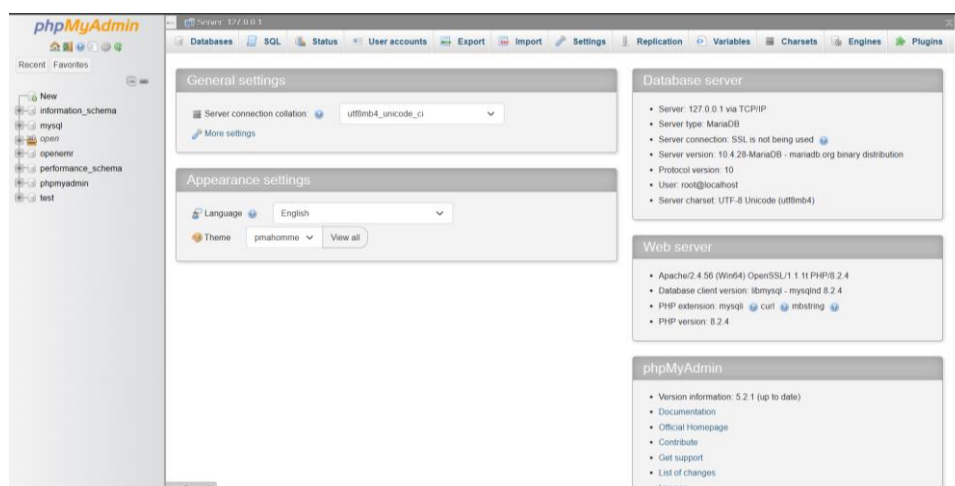 phpMyAdmin
Recent Favorites
New
information_schema
mysql
open
openemr
performance_schema
phpmyadmin
test
Server: 127.0.0.1
Databases SQL Status User accounts Export Import Settings Replication Variables Charsets Engines Plugins
General settings
Server connection collation: utf8mb4_unicode_ci
More settings
Appearance settings
Language English
Theme pmahomme View all
Database server
Server: 127.0.0.1 via TCP/IP
Server type: MariaDB
Server connection: SSL is not being used
Server version: 10.4.28-MariaDB - mariadb.org binary distribution
Protocol version: 10
User: root@localhost
Server charset: UTF-8 Unicode (utf8mb4)
Web server
Apache/2.4.56 (Win64) OpenSSL/1.1.1t PHP/8.2.4
Database client version: libmysql - mysqlnd 8.2.4
PHP extension: mysqli curl mbstring
PHP version: 8.2.4
phpMyAdmin
Version information: 5.2.1 (up to date)
Documentation
Official Homepage
Contribute
Get support
List of changes